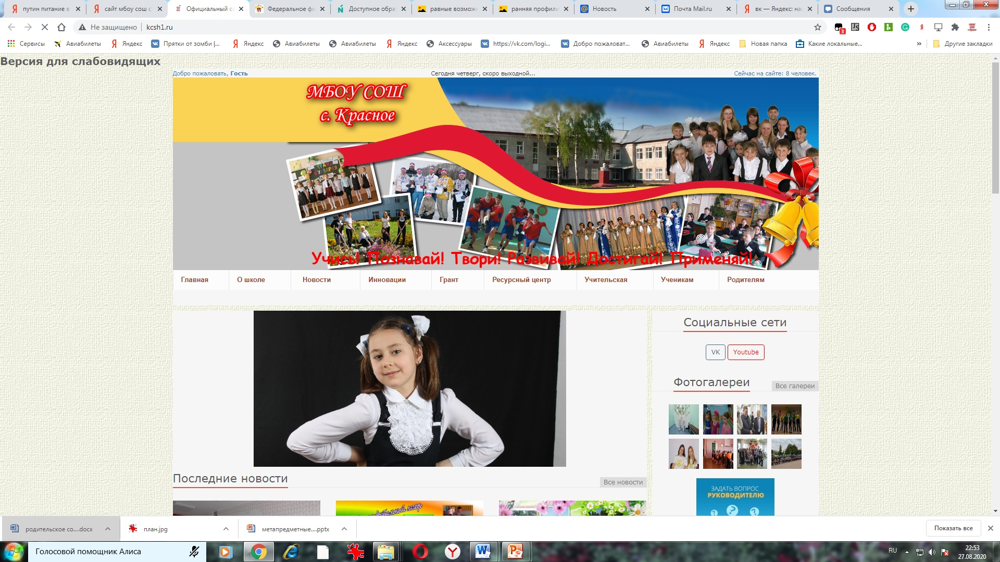 путин питание в
сайт мбоу сош с
Официальный са
Федеральное фи
Доступное обра
равные возмож
ранняя профили
Новость
Почта Mail.ru
вк — Яндекс: на
Сообщения
Не защищено
kcsh1.ru
3
Сервисы
Авиабилеты
Яндекс
Прятки от зомби |...
Яндекс
Авиабилеты
Авиабилеты
Яндекс
Аксессуары
https://vk.com/logi...
Добро пожаловат...
Авиабилеты
Яндекс
Новая папка
Какие локальные...
»
Другие закладки
Версия для слабовидящих
Добро пожаловать, Гость
Сегодня четверг, скоро выходной...
Сейчас на сайте: 8 человек.
МБОУ СОШ
с. Красное
Учись! Познавай! Твори! Развивай! Достигай! Применяй!
Главная
О школе
Новости
Инновации
Грант
Ресурсный центр
Учительская
Ученикам
Родителям
Социальные сети
VK
Youtube
Фотогалереи
Все галереи
Последние новости
Все новости
ЗАДАТЬ ВОПРОС
РУКОВОДИТЕЛЮ
родительское со....docx
план.jpg
метапредметные....pptx
Показать все
Голосовой помощник Алиса
RU
22:53
27.08.2020